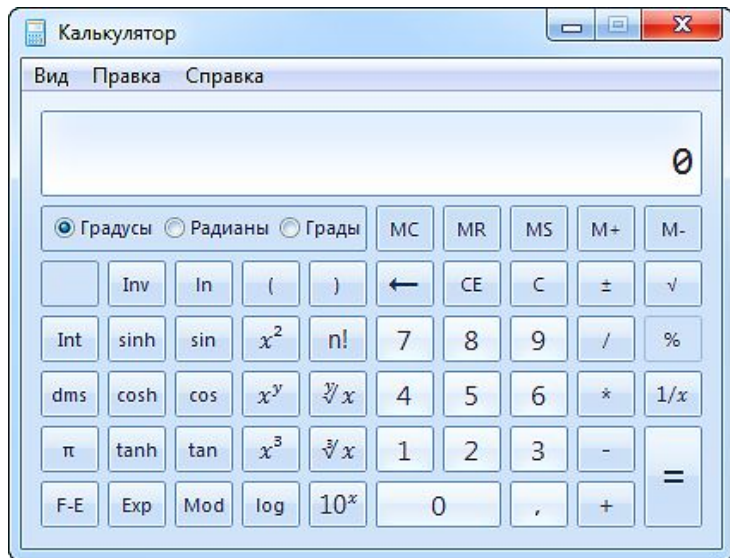 Калькулятор
Вид Правка Справка
0
Градусы Радианы Грады MC MR MS M+ M-
Inv ln ( ) ← CE C ± √
Int sinh sin x² n! 7 8 9 / %
dms cosh cos xʸ ʸ√x 4 5 6 * 1/x
π tanh tan x³ ³√x 1 2 3 - =
F-E Exp Mod log 10ˣ 0 , +